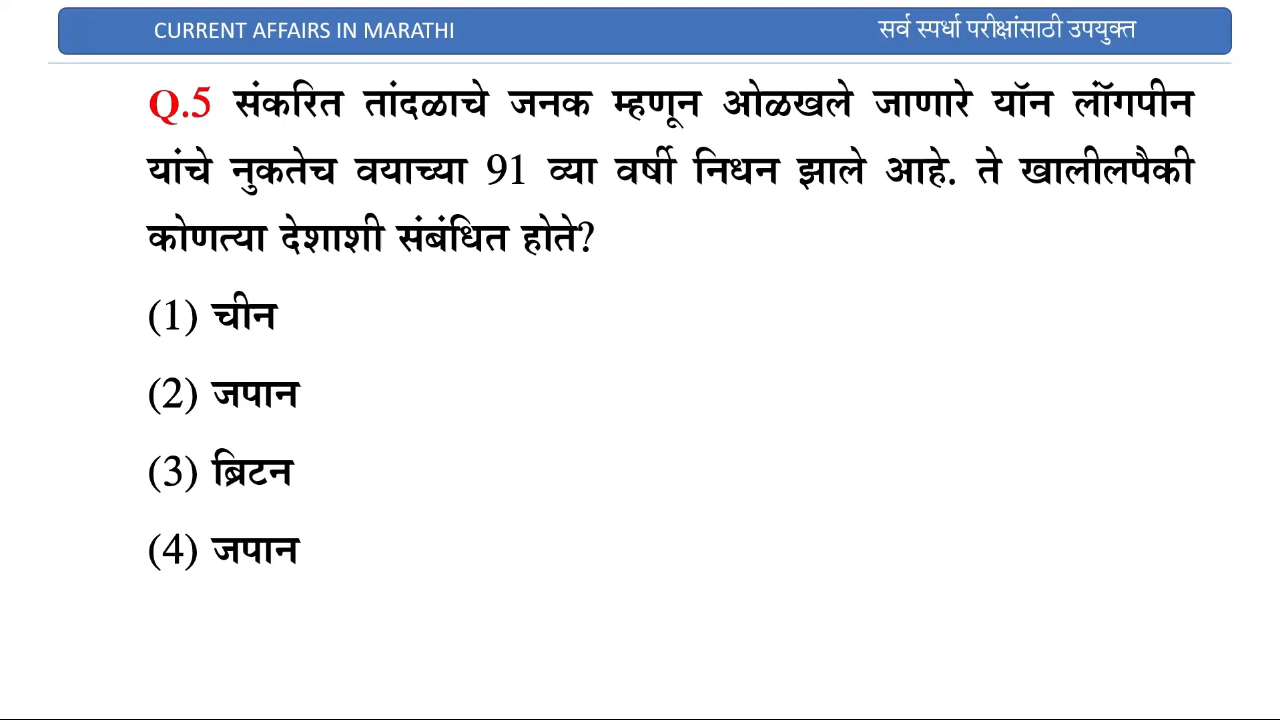 CURRENT AFFAIRS IN MARATHI सर्व स्पर्धा परीक्षांसाठी उपयुक्त
Q.5 संकरित तांदळाचे जनक म्हणून ओळखले जाणारे यॉन लॉंगपीन
यांचे नुकतेच वयाच्या 91 व्या वर्षी निधन झाले आहे. ते खालीलपैकी
कोणत्या देशाशी संबंधित होते?
(1) चीन
(2) जपान
(3) ब्रिटन
(4) जपान